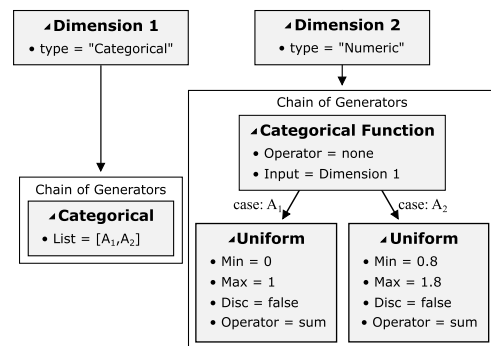 Dimension 1
• type = "Categorical"
Dimension 2
• type = "Numeric"
Chain of Generators
Categorical
• List = [A₁,A₂]
Chain of Generators
Categorical Function
• Operator = none
• Input = Dimension 1
case: A₁
case: A₂
Uniform
• Min = 0
• Max = 1
• Disc = false
• Operator = sum
Uniform
• Min = 0.8
• Max = 1.8
• Disc = false
• Operator = sum